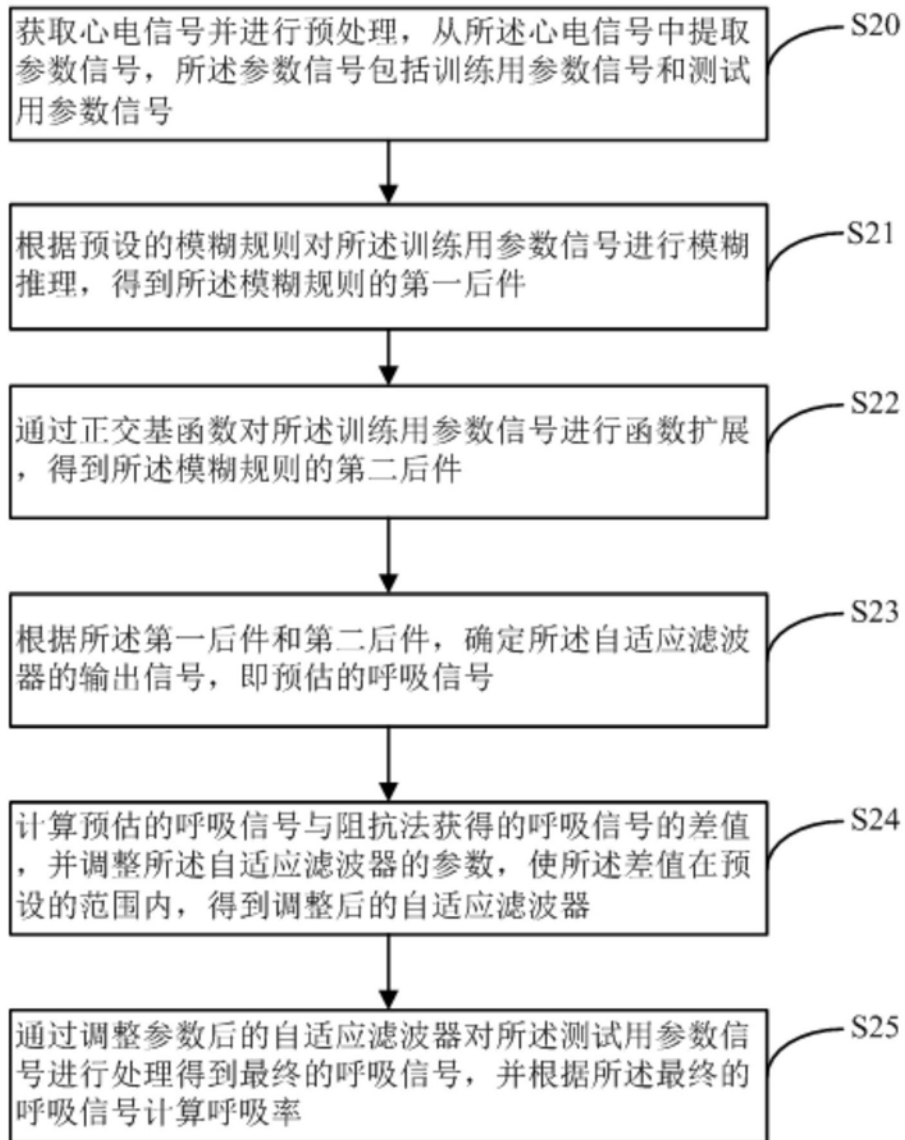 获取心电信号并进行预处理，从所述心电信号中提取
参数信号，所述参数信号包括训练用参数信号和测试
用参数信号
S20
根据预设的模糊规则对所述训练用参数信号进行模糊
推理，得到所述模糊规则的第一后件
S21
通过正交基函数对所述训练用参数信号进行函数扩展
，得到所述模糊规则的第二后件
S22
根据所述第一后件和第二后件，确定所述自适应滤波
器的输出信号，即预估的呼吸信号
S23
计算预估的呼吸信号与阻抗法获得的呼吸信号的差值
，并调整所述自适应滤波器的参数，使所述差值在预
设的范围内，得到调整后的自适应滤波器
S24
通过调整参数后的自适应滤波器对所述测试用参数信
号进行处理得到最终的呼吸信号，并根据所述最终的
呼吸信号计算呼吸率
S25